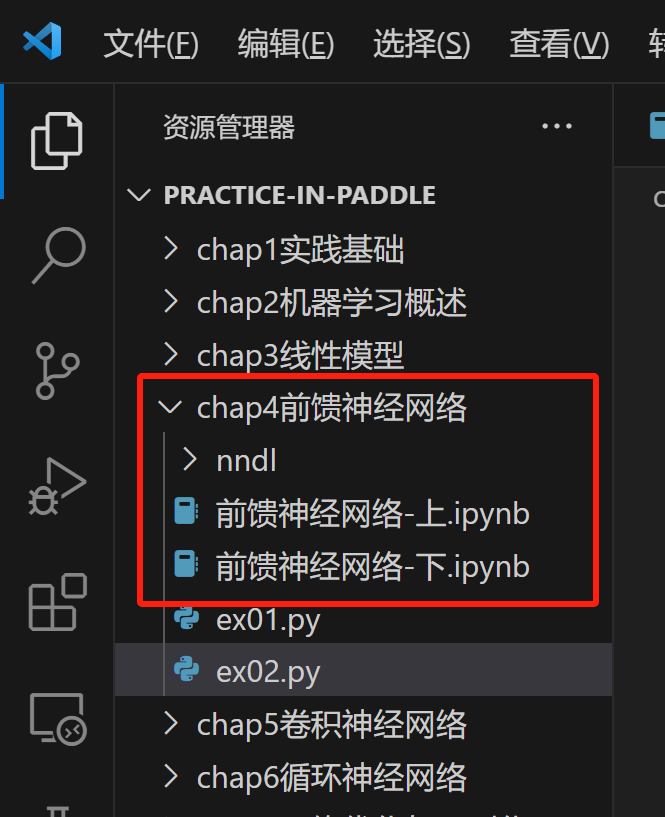 文件(F) 编辑(E) 选择(S) 查看(V)
资源管理器 ...
PRACTICE-IN-PADDLE
chap1实践基础
chap2机器学习概述
chap3线性模型
chap4前馈神经网络
nndl
前馈神经网络-上.ipynb
前馈神经网络-下.ipynb
ex01.py
ex02.py
chap5卷积神经网络
chap6循环神经网络